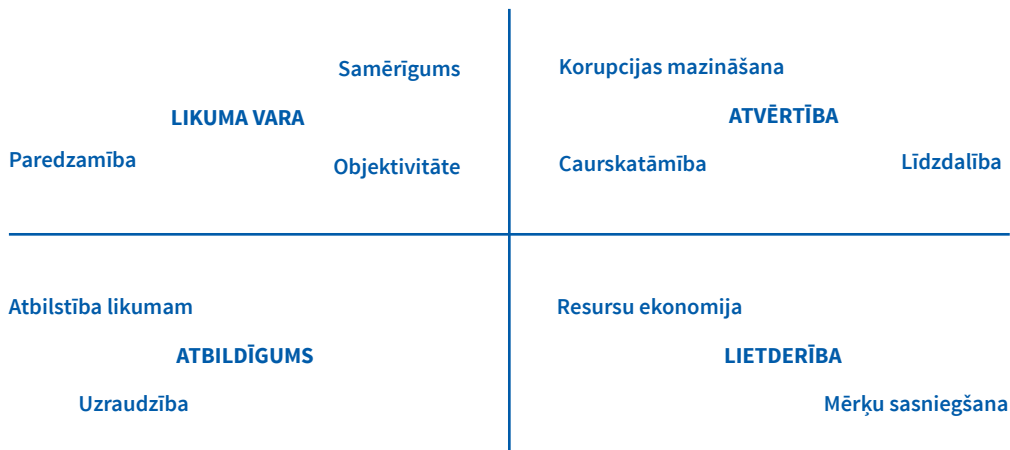 Samērīgums
LIKUMA VARA
Paredzamība
Objektivitāte
Korupcijas mazināšana
ATVĒRTĪBA
Caurskatāmība
Līdzdalība
Atbilstība likumam
ATBILDĪGUMS
Uzraudzība
Resursu ekonomija
LIETDERĪBA
Mērķu sasniegšana